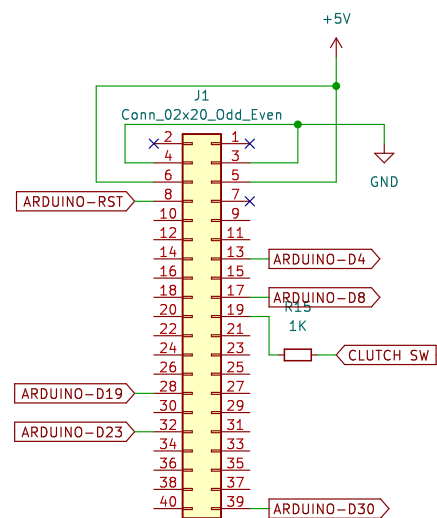 +5V
J1
Conn_02x20_Odd_Even
GND
2 1
4 3
6 5
ARDUINO-RST 8 7
10 9
12 11
14 13 ARDUINO-D4
16 15
18 17 ARDUINO-D8
R15
20 19
1K
22 21
24 23 CLUTCH SW
26 25
ARDUINO-D19 28 27
30 29
ARDUINO-D23 32 31
34 33
36 35
38 37
40 39 ARDUINO-D30